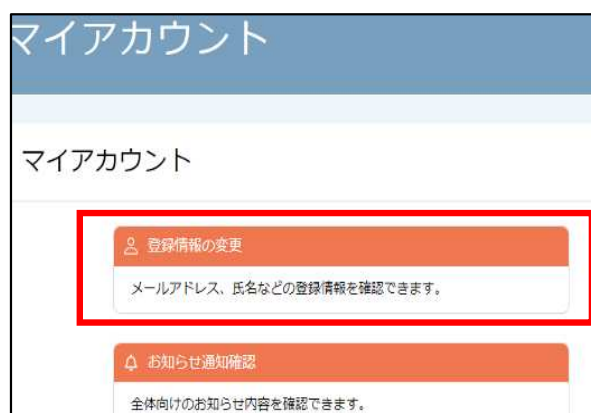 マイアカウント
マイアカウント
登録情報の変更
メールアドレス、氏名などの登録情報を確認できます。
お知らせ通知確認
全体向けのお知らせ内容を確認できます。